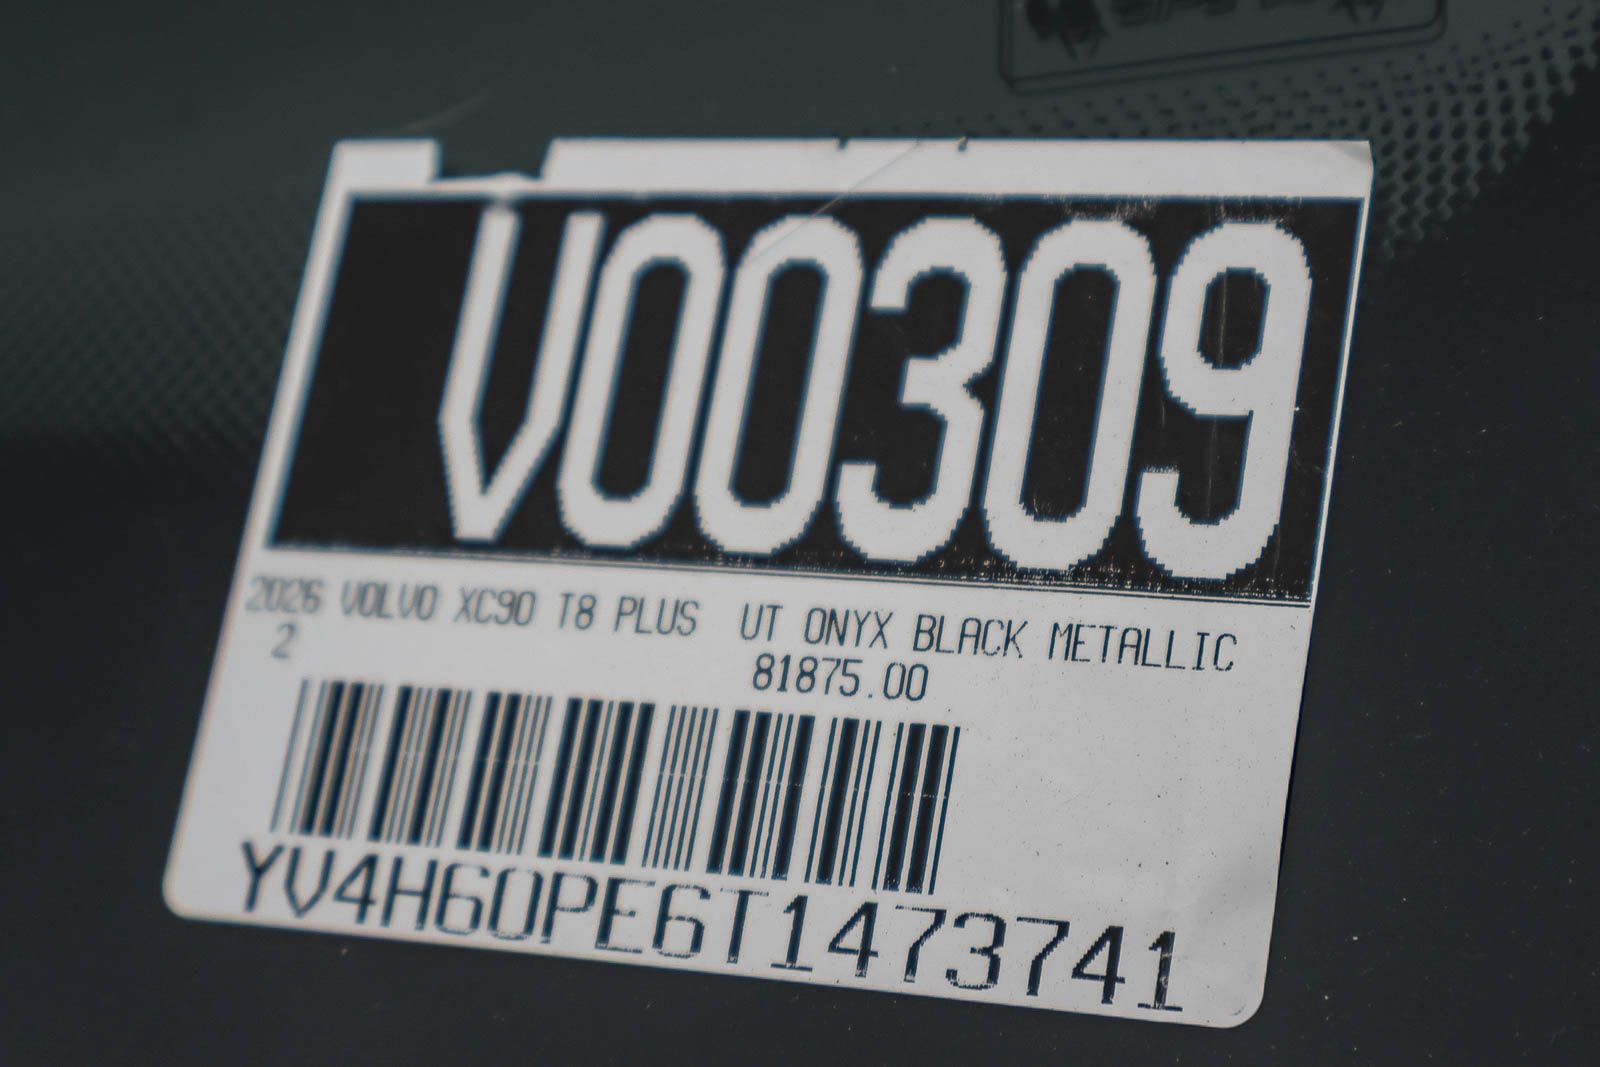 V00309
2026 VOLVO XC90 T8 PLUS UT ONYX BLACK METALLIC
2 81875.00
YV4H60PE6T1473741